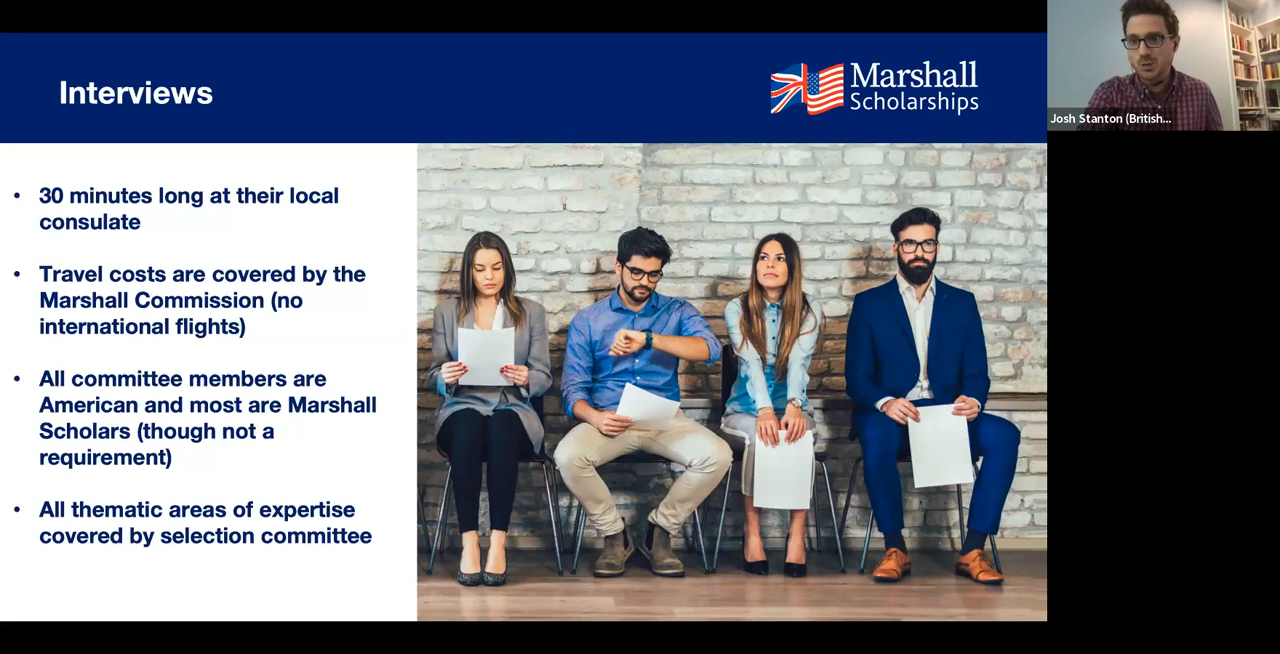 Interviews
Marshall
Scholarships
Josh Stanton (British...
• 30 minutes long at their local
consulate
• Travel costs are covered by the
Marshall Commission (no
international flights)
• All committee members are
American and most are Marshall
Scholars (though not a
requirement)
• All thematic areas of expertise
covered by selection committee